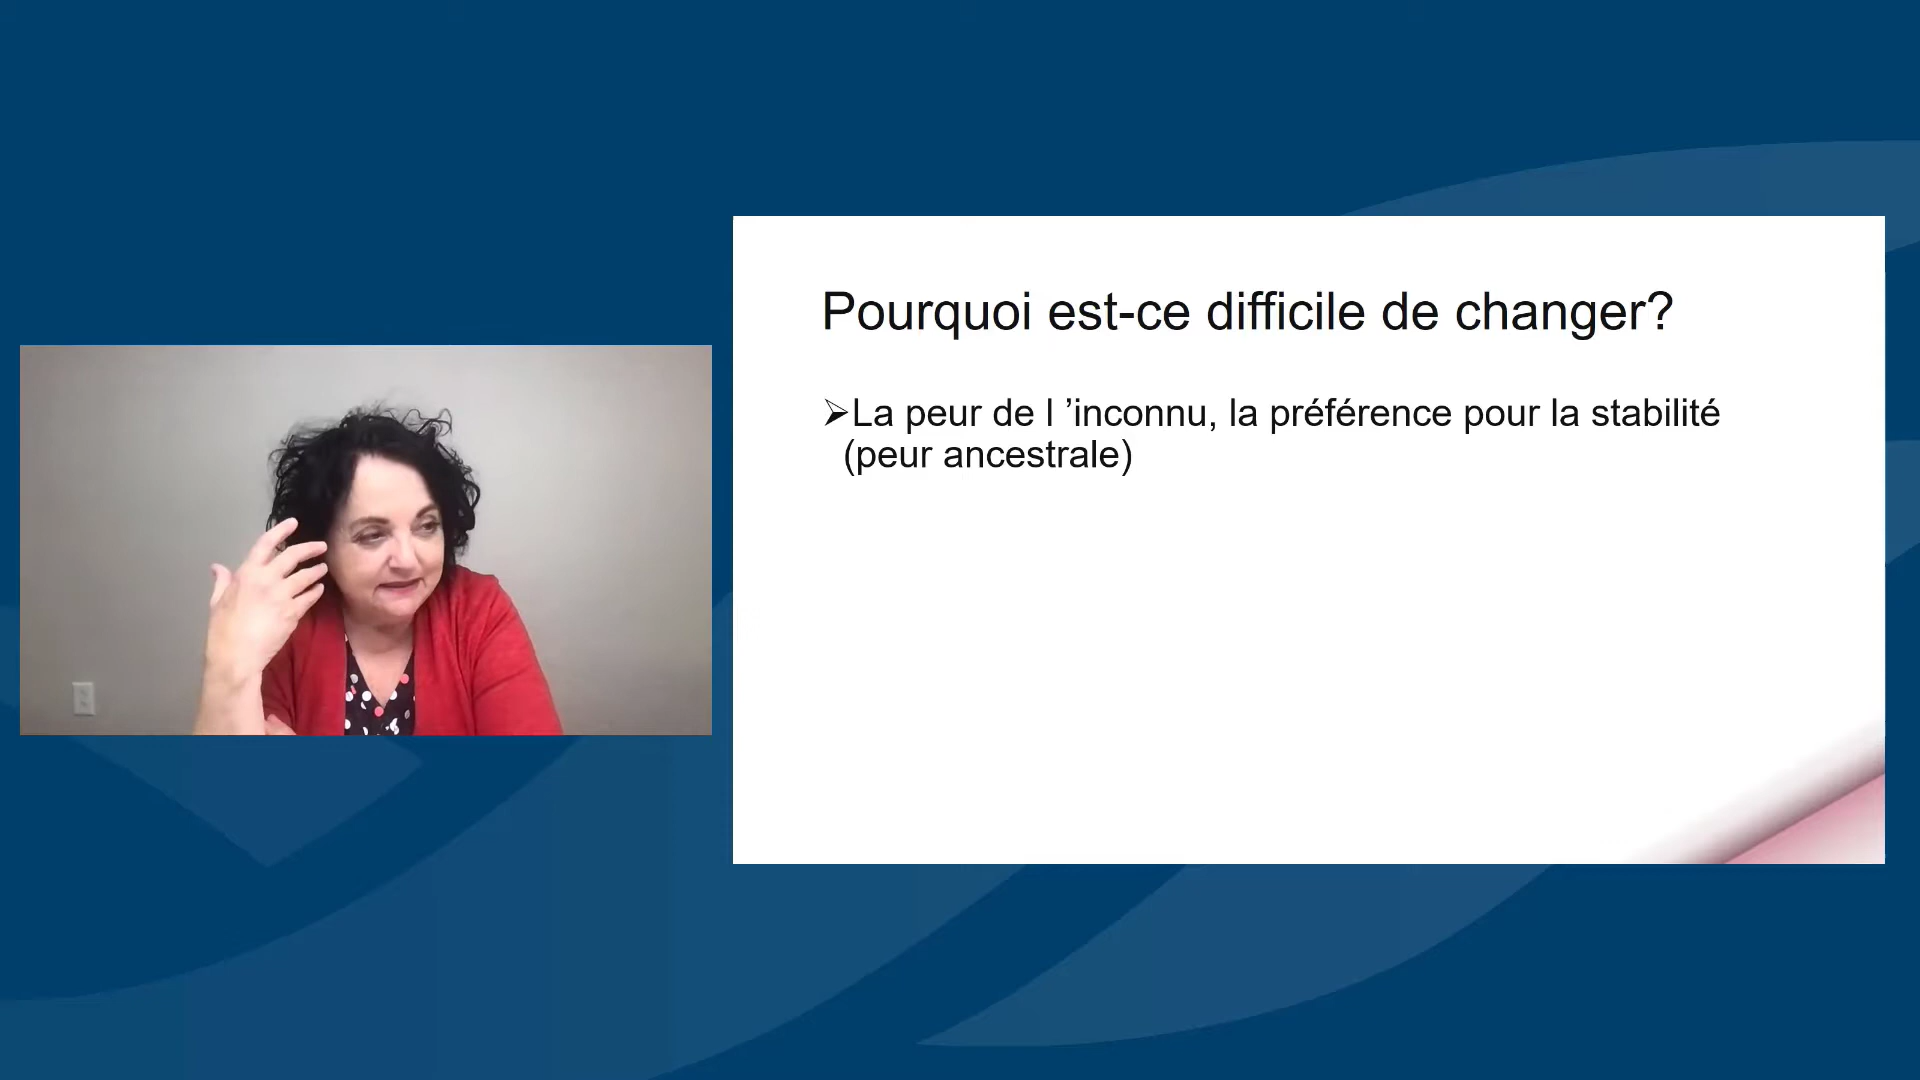 Pourquoi est-ce difficile de changer?
➢La peur de l ’inconnu, la préférence pour la stabilité
(peur ancestrale)